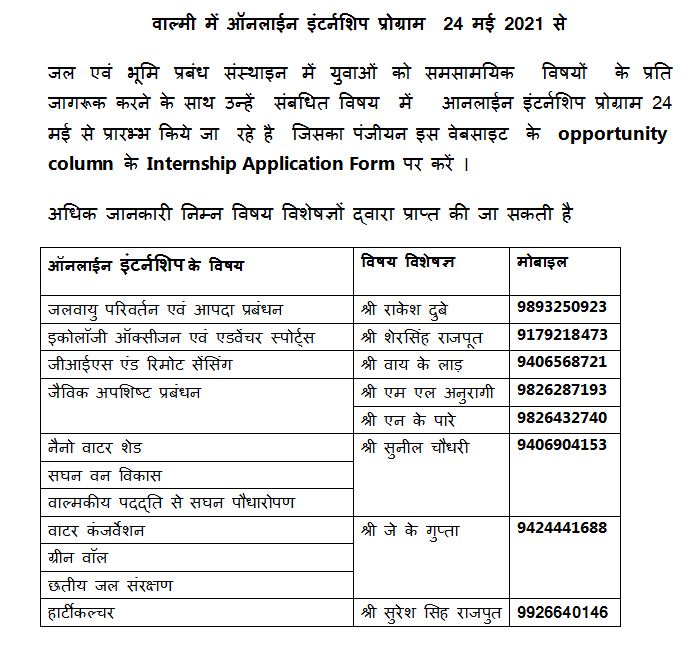 वाल्मी में ऑनलाईन इंटर्नशिप प्रोग्राम 24 मई 2021 से
जल एवं भूमि प्रबंध संस्थाइन में युवाओं को समसामयिक विषयों के प्रति
जागरूक करने के साथ उन्हें संबधित विषय में आनलाईन इंटर्नशिप प्रोग्राम 24
मई से प्रारम्भ किये जा रहे है जिसका पंजीयन इस वेबसाइट के opportunity
column के Internship Application Form पर करें ।
अधिक जानकारी निम्न विषय विशेषज्ञों द्वारा प्राप्त की जा सकती है
ऑनलाईन इंटर्नशिप के विषय विषय विशेषज्ञ मोबाइल
जलवायु परिवर्तन एवं आपदा प्रबंधन श्री राकेश दुबे 9893250923
इकोलॉजी ऑक्सीजन एवं एडवेंचर स्पोर्ट्स श्री शेरसिंह राजपूत 9179218473
जीआईएस एंड रिमोट सेंसिंग श्री वाय के लाड़ 9406568721
जैविक अपशिष्ट प्रबंधन श्री एम एल अनुरागी 9826287193
श्री एन के पारे 9826432740
नैनो वाटर शेड श्री सुनील चौधरी 9406904153
सघन वन विकास
वाल्मकीय पदद्ति से सघन पौधारोपण
वाटर कंजर्वेशन श्री जे के गुप्ता 9424441688
ग्रीन वॉल
छतीय जल संरक्षण
हार्टीकल्चर श्री सुरेश सिह राजपुत 9926640146